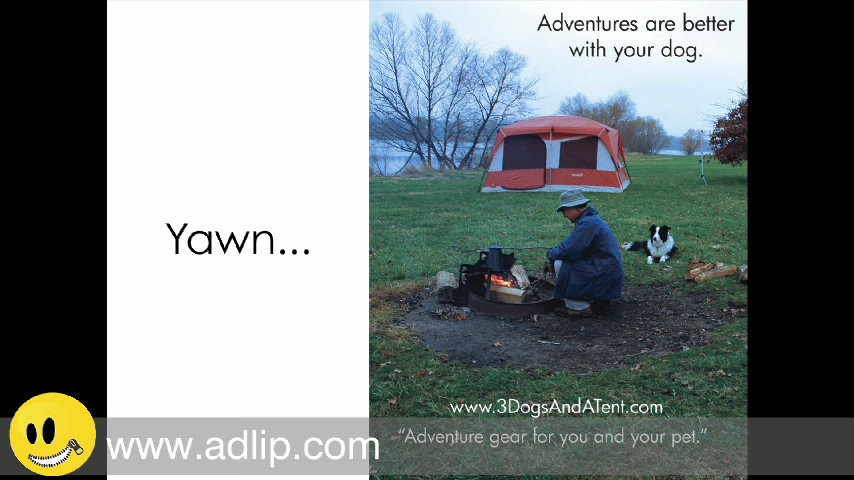 Adventures are better
with your dog.
Yawn...
www.3DogsAndATent.com
"Adventure gear for you and your pet."
www.adlip.com